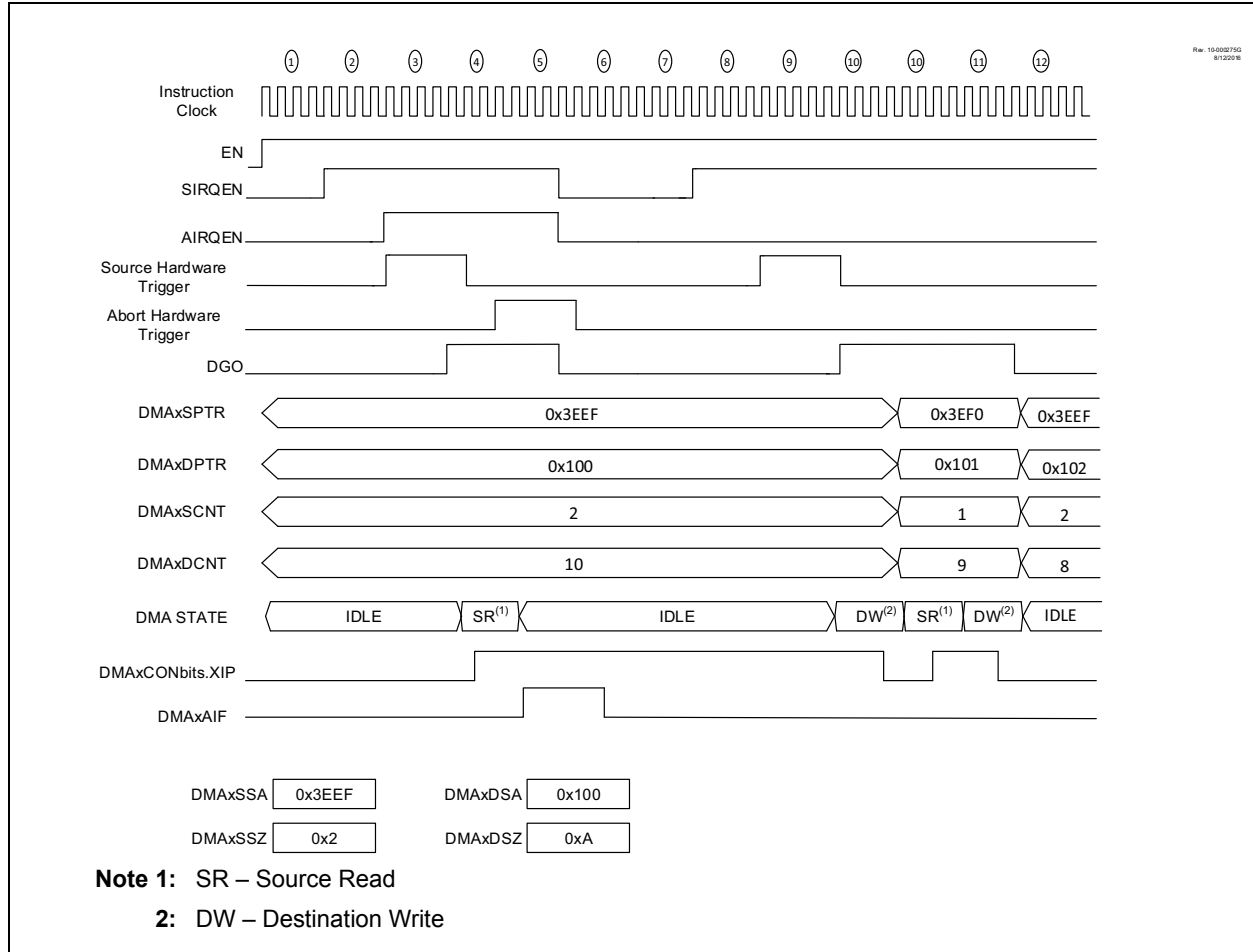 Rev. 10-000275G
8/12/2016
1 2 3 4 5 6 7 8 9 10 10 11 12
Instruction
Clock
EN
SIRQEN
AIRQEN
Source Hardware
Trigger
Abort Hardware
Trigger
DGO
DMAxSPTR 0x3EEF 0x3EF0 0x3EEF
DMAxDPTR 0x100 0x101 0x102
DMAxSCNT 2 1 2
DMAxDCNT 10 9 8
DMA STATE IDLE SR(1) IDLE DW(2) SR(1) DW(2) IDLE
DMAxCONbits.XIP
DMAxAIF
DMAxSSA 0x3EEF DMAxDSA 0x100
DMAxSSZ 0x2 DMAxDSZ 0xA
Note 1: SR – Source Read
2: DW – Destination Write